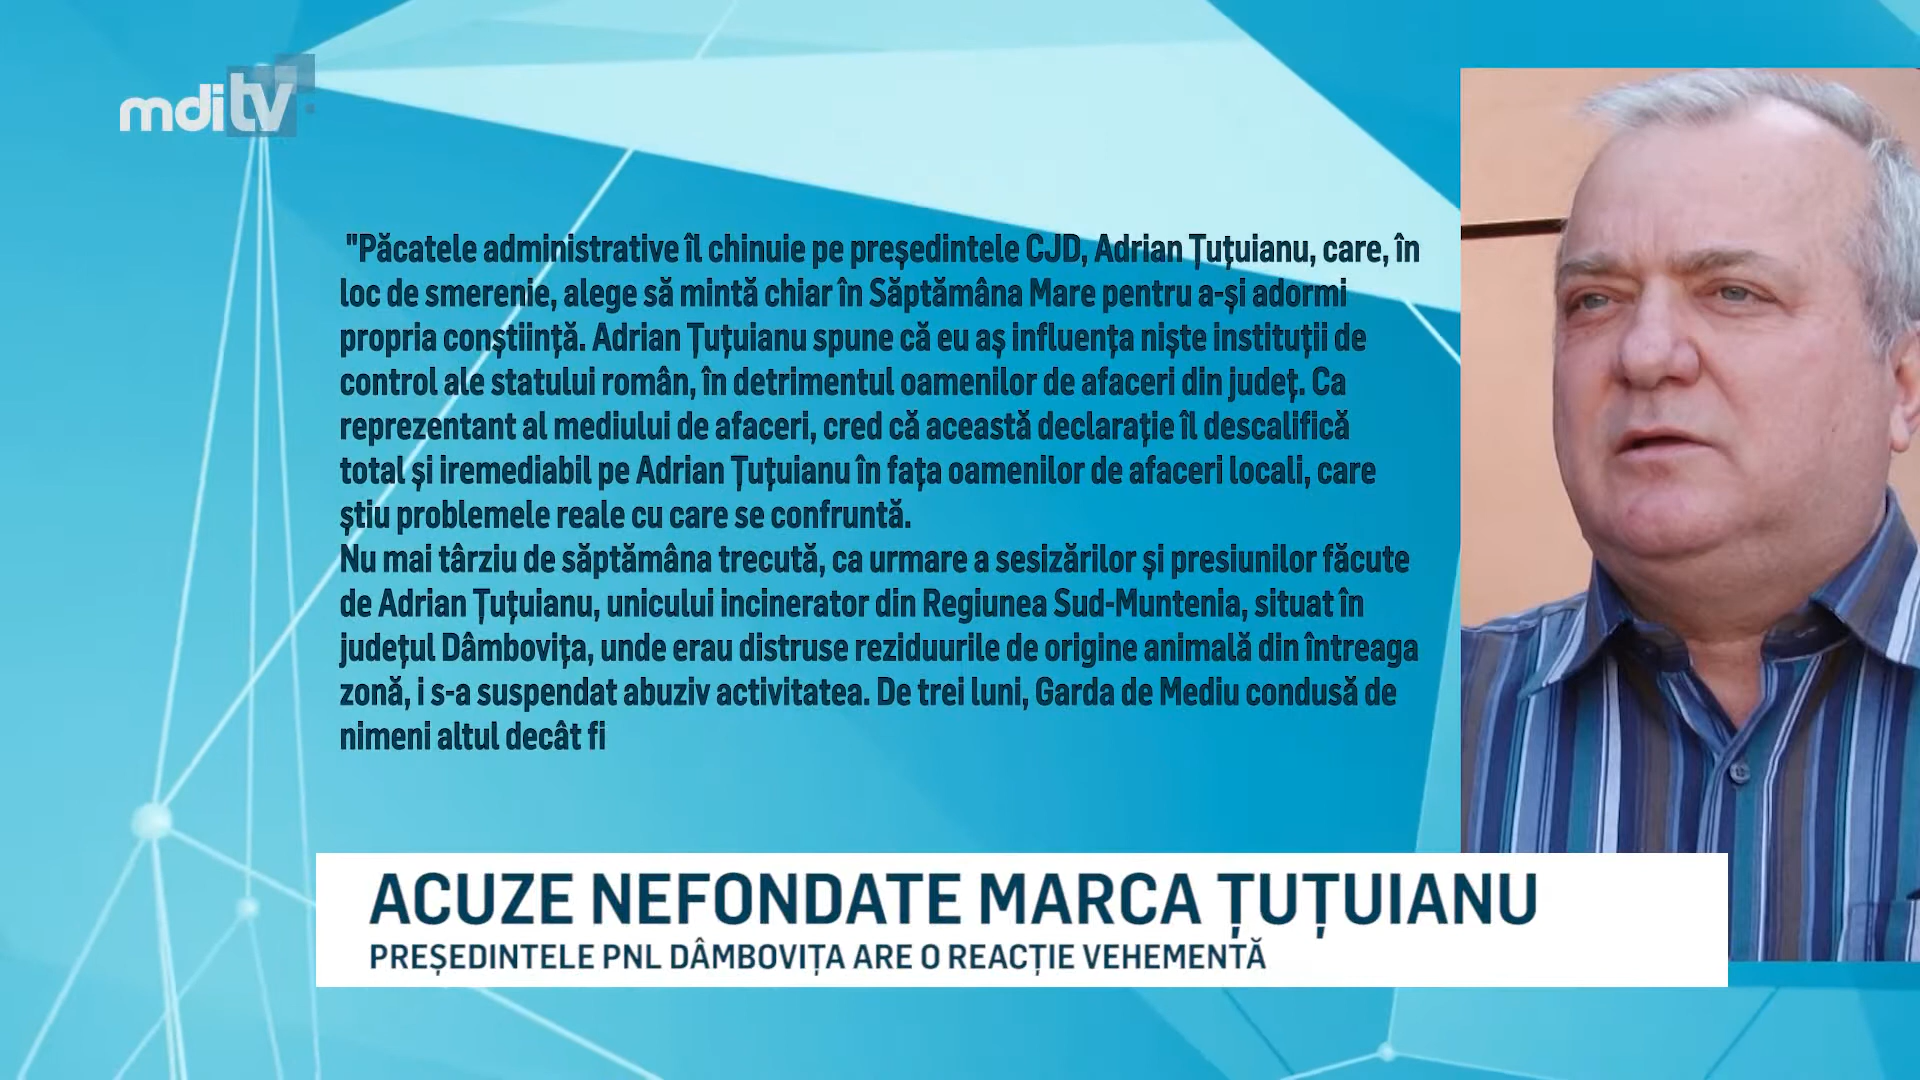 mditv
"Păcatele administrative îl chinuie pe președintele CJD, Adrian Țuțuianu, care, în
loc de smerenie, alege să mintă chiar în Săptămâna Mare pentru a-și adormi
propria conștiință. Adrian Țuțuianu spune că eu aș influența niște instituții de
control ale statului român, în detrimentul oamenilor de afaceri din județ. Ca
reprezentant al mediului de afaceri, cred că această declarație îl descalifică
total și iremediabil pe Adrian Țuțuianu în fața oamenilor de afaceri locali, care
știu problemele reale cu care se confruntă.
Nu mai târziu de săptămâna trecută, ca urmare a sesizărilor și presiunilor făcute
de Adrian Țuțuianu, unicului incinerator din Regiunea Sud-Muntenia, situat în
județul Dâmbovița, unde erau distruse reziduurile de origine animală din întreaga
zonă, i s-a suspendat abuziv activitatea. De trei luni, Garda de Mediu condusă de
nimeni altul decât fi
ACUZE NEFONDATE MARCA ȚUȚUIANU
PREȘEDINTELE PNL DÂMBOVIȚA ARE O REACȚIE VEHEMENTĂ